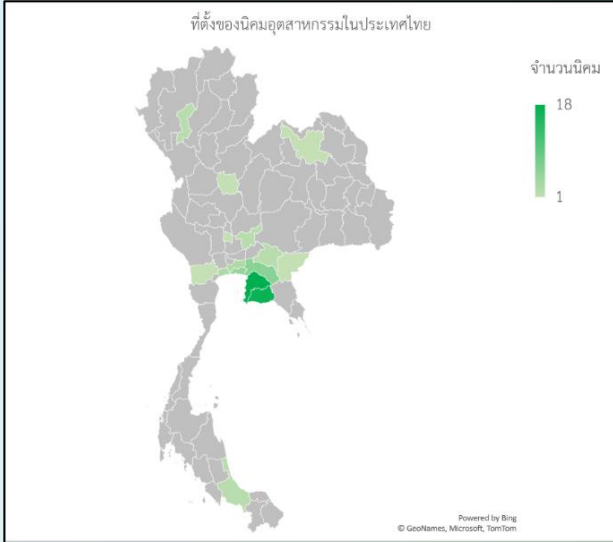 ที่ตั้งของนิคมอุตสาหกรรมในประเทศไทย
จำนวนนิคม
18
1
Powered by Bing
© GeoNames, Microsoft, TomTom